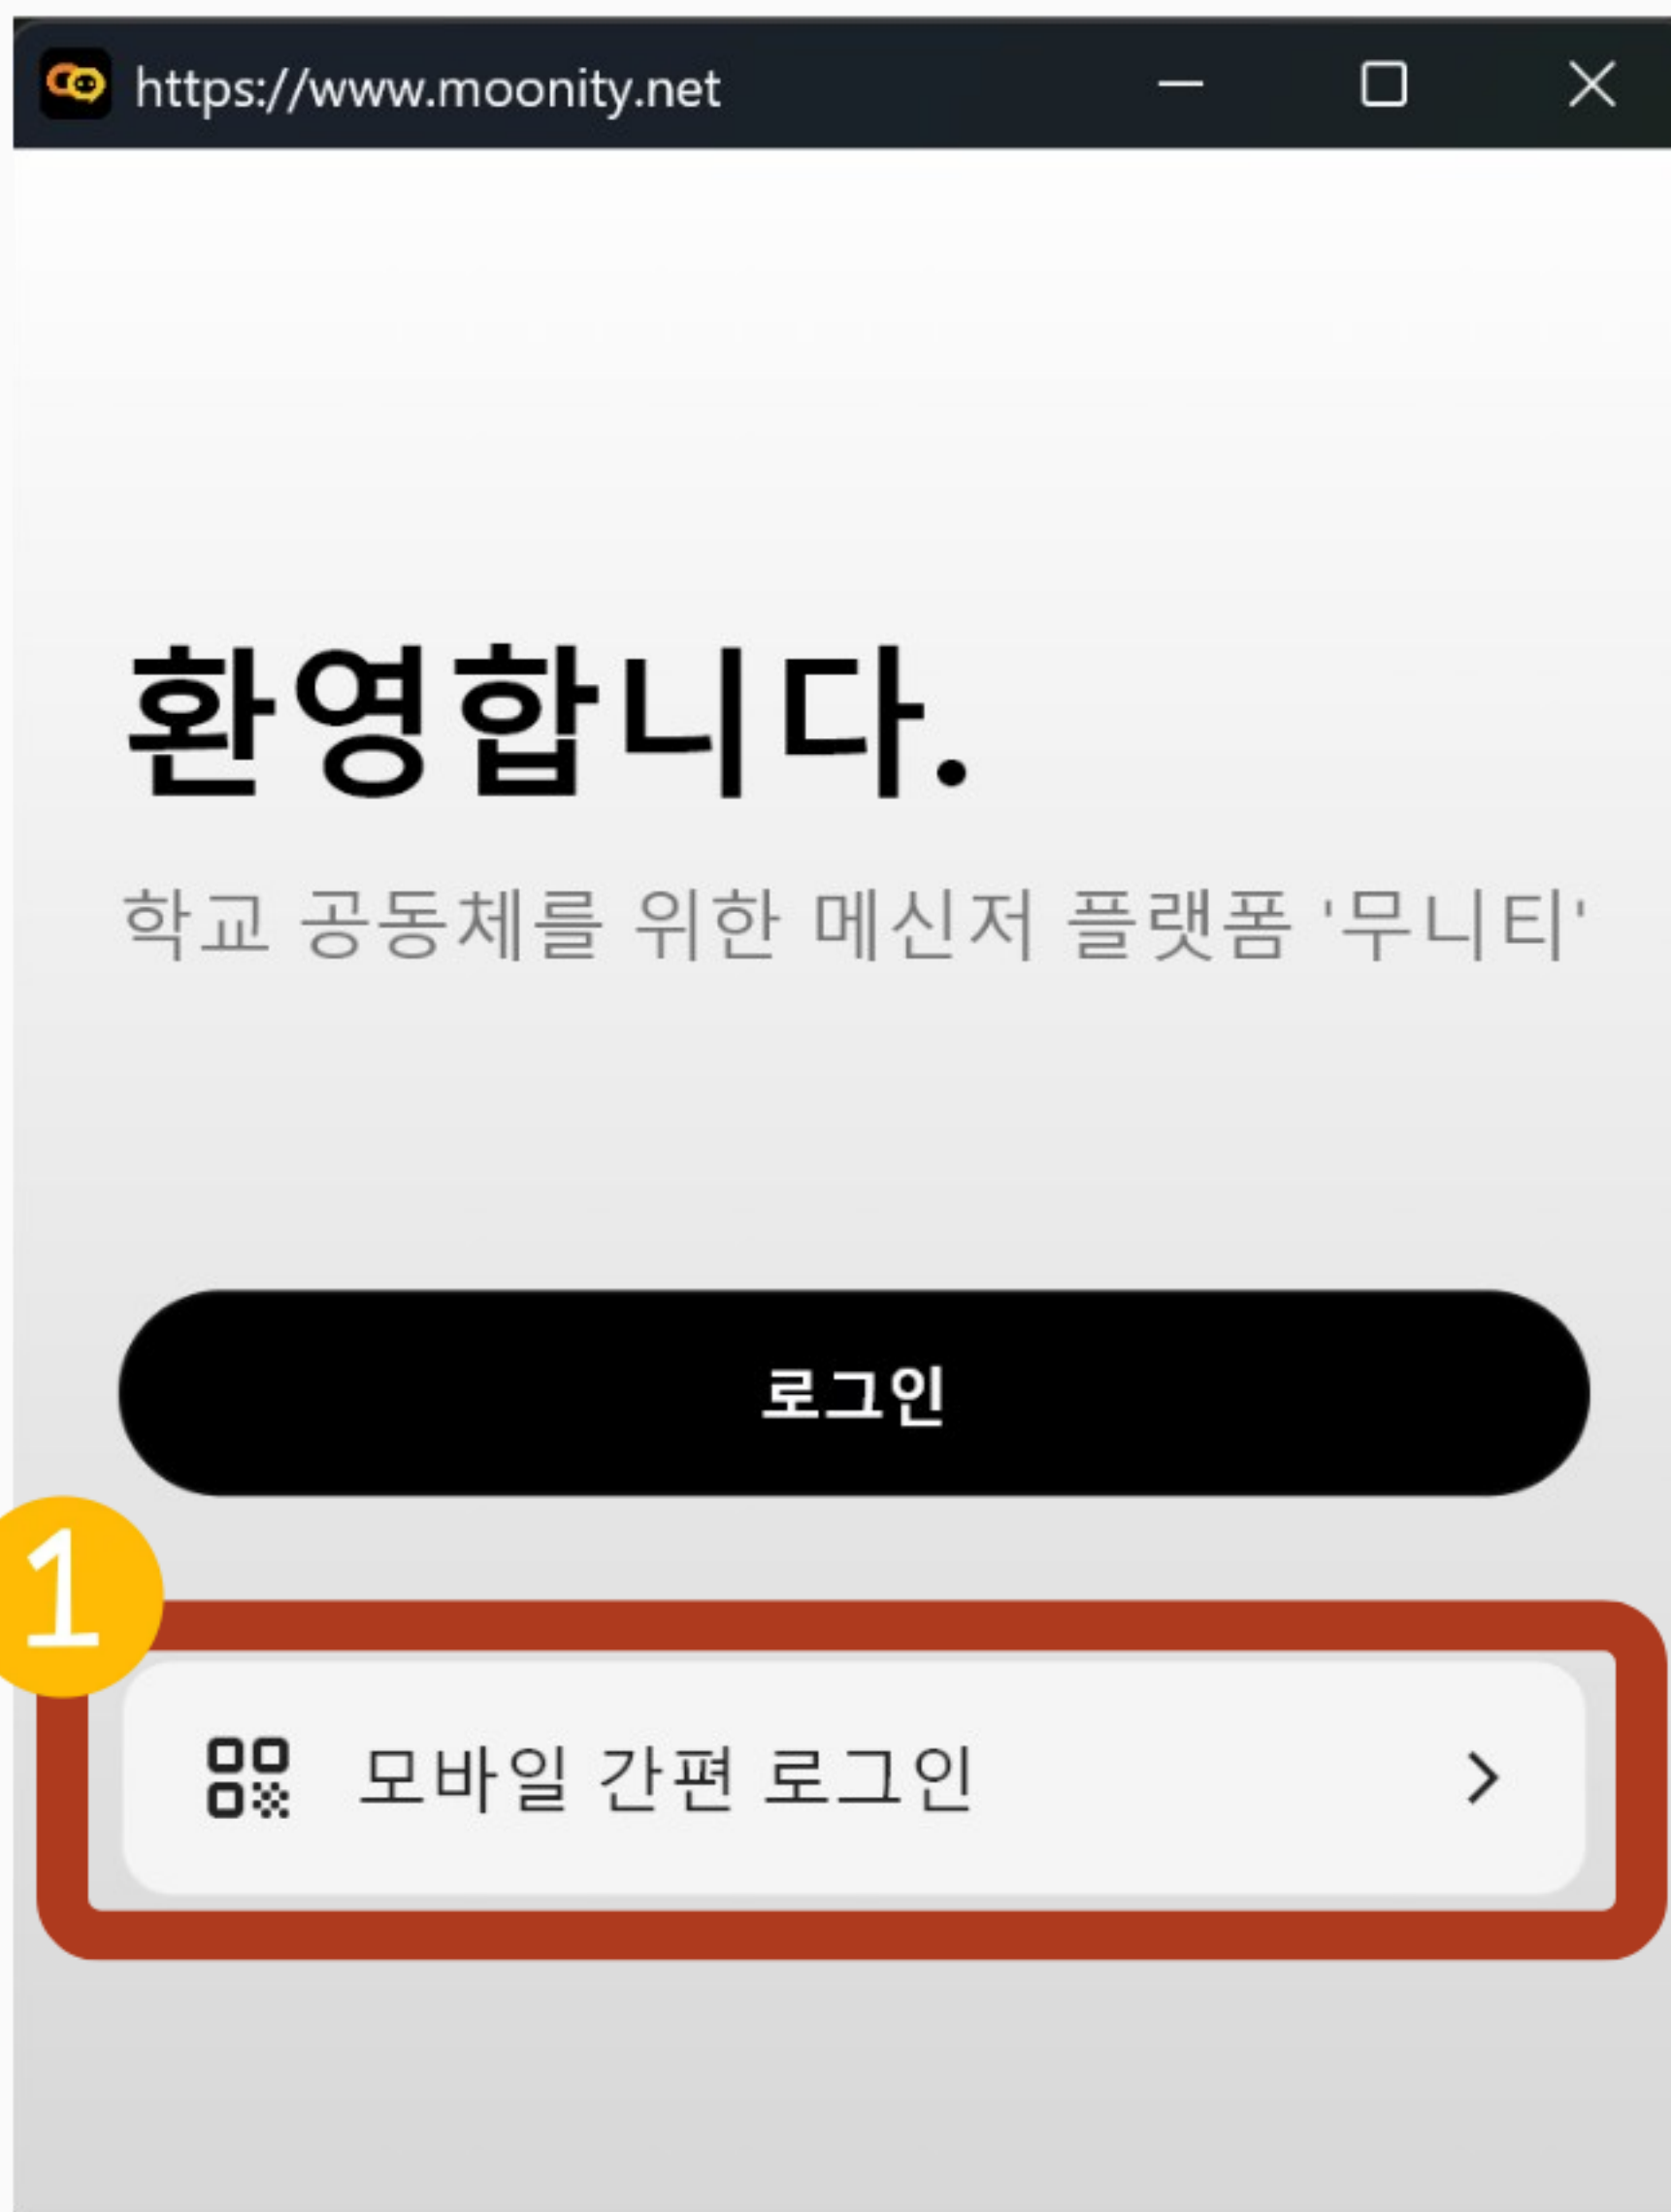 https://www.moonity.net
환영합니다.
학교 공동체를 위한 메신저 플랫폼 '무니티'
로그인
1
모바일 간편 로그인